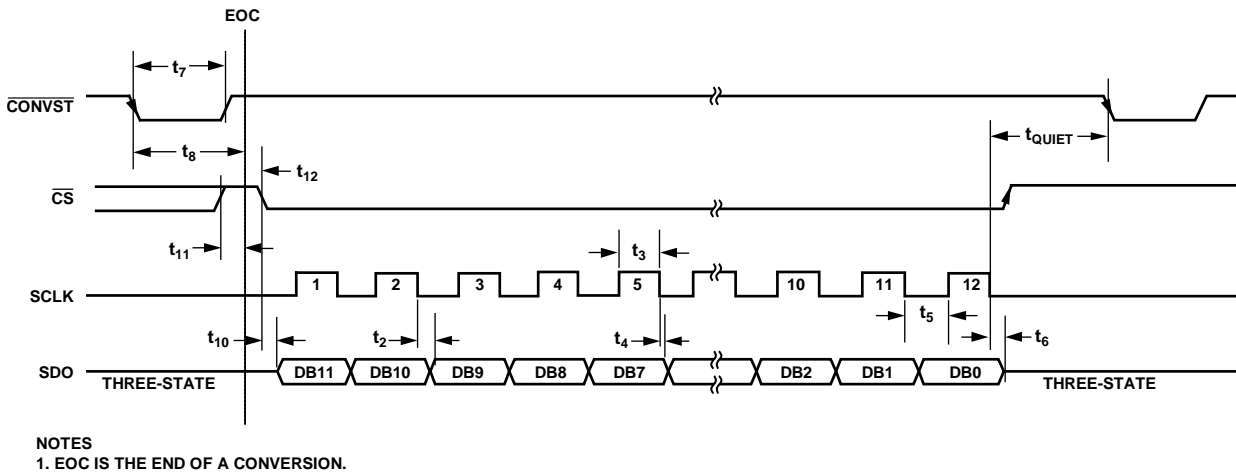 EOC
t7
CONVST
t8
tQUIET
t12
CS
t11
t3
1 2 3 4 5 10 11 12
SCLK
t10 t2 t4 t5 t6
SDO
THREE-STATE DB11 DB10 DB9 DB8 DB7 DB2 DB1 DB0 THREE-STATE
NOTES
1. EOC IS THE END OF A CONVERSION.